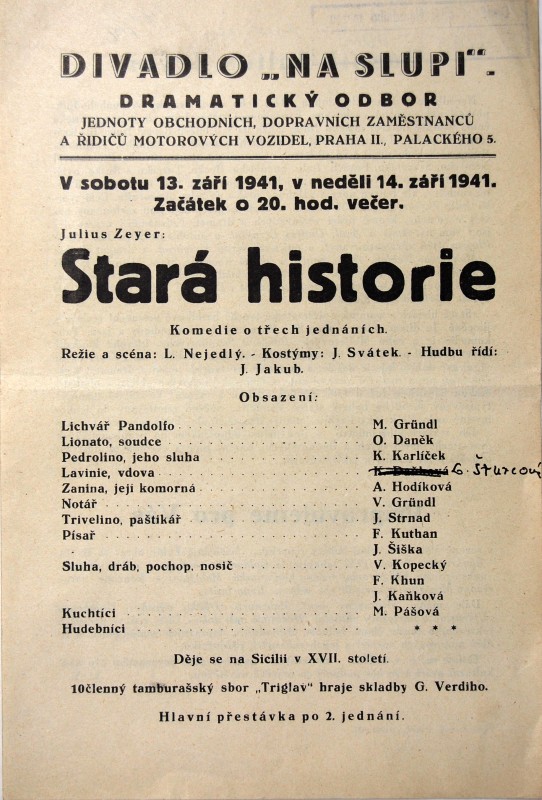 DIVADLO „NA SLUPI“.
DRAMATICKÝ ODBOR
JEDNOTY OBCHODNÍCH, DOPRAVNÍCH ZAMĚSTNANCŮ
A ŘIDIČŮ MOTOROVÝCH VOZIDEL, PRAHA II., PALACKÉHO 5.
V sobotu 13. září 1941, v neděli 14. září 1941.
Začátek o 20. hod. večer.
Julius Zeyer:
Stará historie
Komedie o třech jednáních.
Režie a scéna: L. Nejedlý. - Kostýmy: J. Svátek. - Hudbu řídí:
J. Jakub.
Obsazení:
Lichvář Pandolfo M. Gründl
Lionato, soudce O. Daněk
Pedrolino, jeho sluha K. Karlíček
Lavinie, vdova K.
Zanina, její komorná A. Hodíková
Notář V. Gründl
Trivelino, paštikář J. Strnad
Písař F. Kuthan
J. Šiška
Sluha, dráb, pochop, nosič V. Kopecký
F. Khun
J. Kaňková
Kuchtíci M. Pášová
Hudebníci * * *
Děje se na Sicilii v XVII. století.
10členný tamburašský sbor „Triglav“ hraje skladby G. Verdiho.
Hlavní přestávka po 2. jednání.